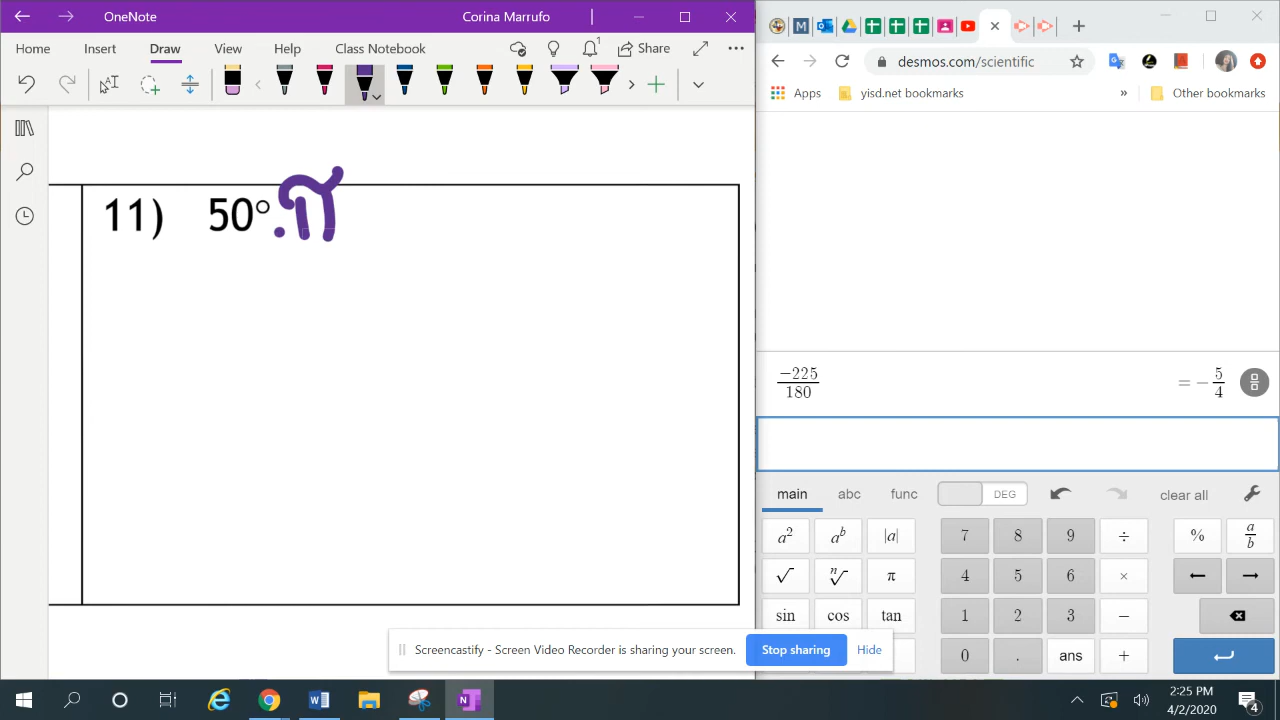 OneNote
Corina Marrufo
Home Insert Draw View Help Class Notebook Share
desmos.com/scientific
Apps yisd.net bookmarks » Other bookmarks
11) 50° · π
-225
180
= - 5
4
main abc func DEG clear all
a² aᵇ |a| 7 8 9 ÷ % a/b
√ ⁿ√ π 4 5 6 × ← →
sin cos tan 1 2 3 −
0 . ans +
Screencastify - Screen Video Recorder is sharing your screen. Stop sharing Hide
2:25 PM
4/2/2020
4